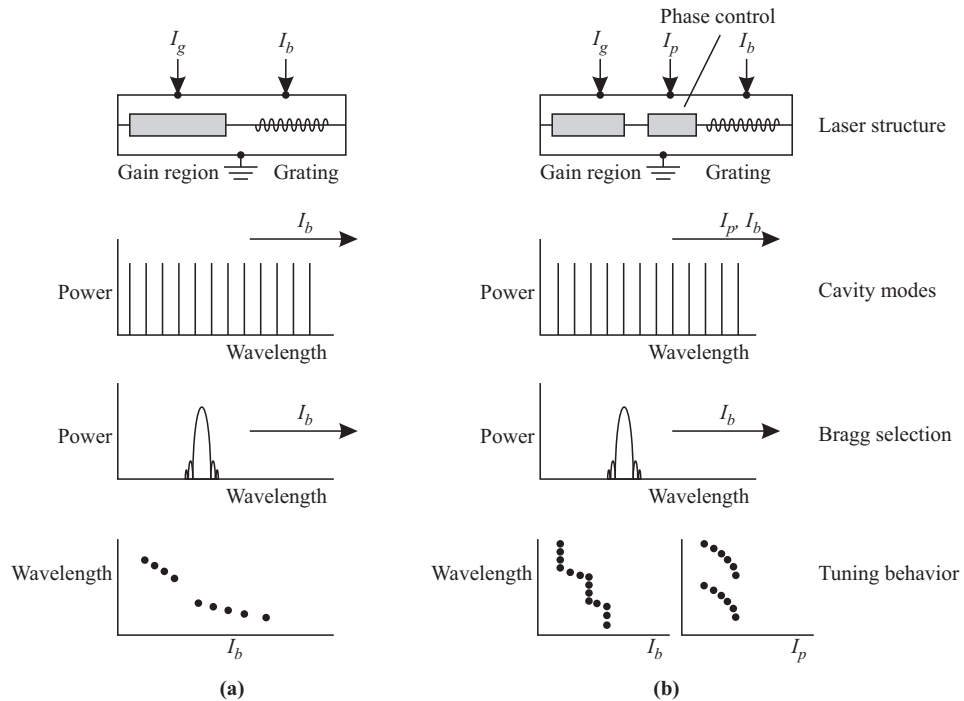 Phase control
I_g I_b I_g I_p I_b
Laser structure
Gain region Grating Gain region Grating
I_b I_p, I_b
Power Power Cavity modes
Wavelength Wavelength
I_b I_b
Power Power Bragg selection
Wavelength Wavelength
Wavelength Wavelength Tuning behavior
I_b I_b I_p
(a) (b)